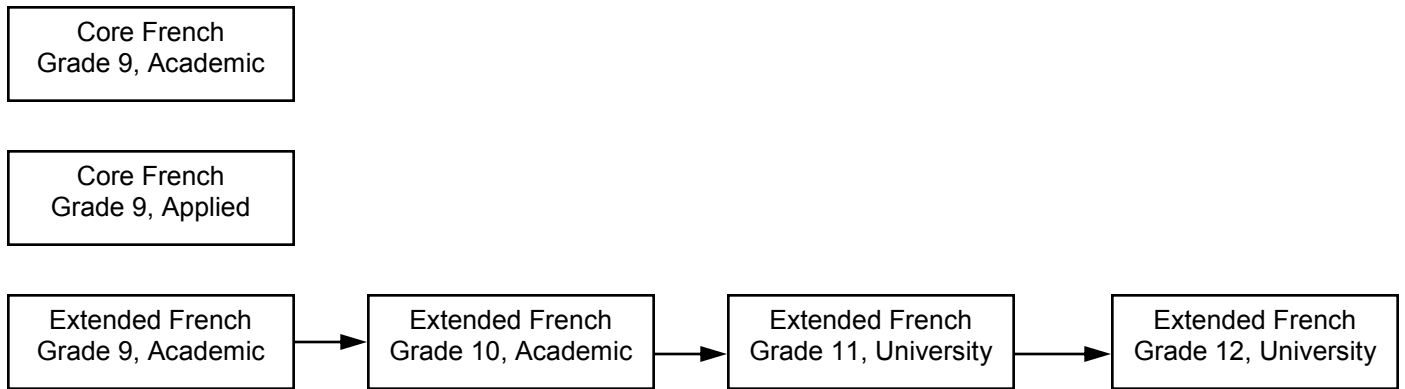 Core French
Grade 9, Academic
Core French
Grade 9, Applied
Extended French
Grade 9, Academic
Extended French
Grade 10, Academic
Extended French
Grade 11, University
Extended French
Grade 12, University